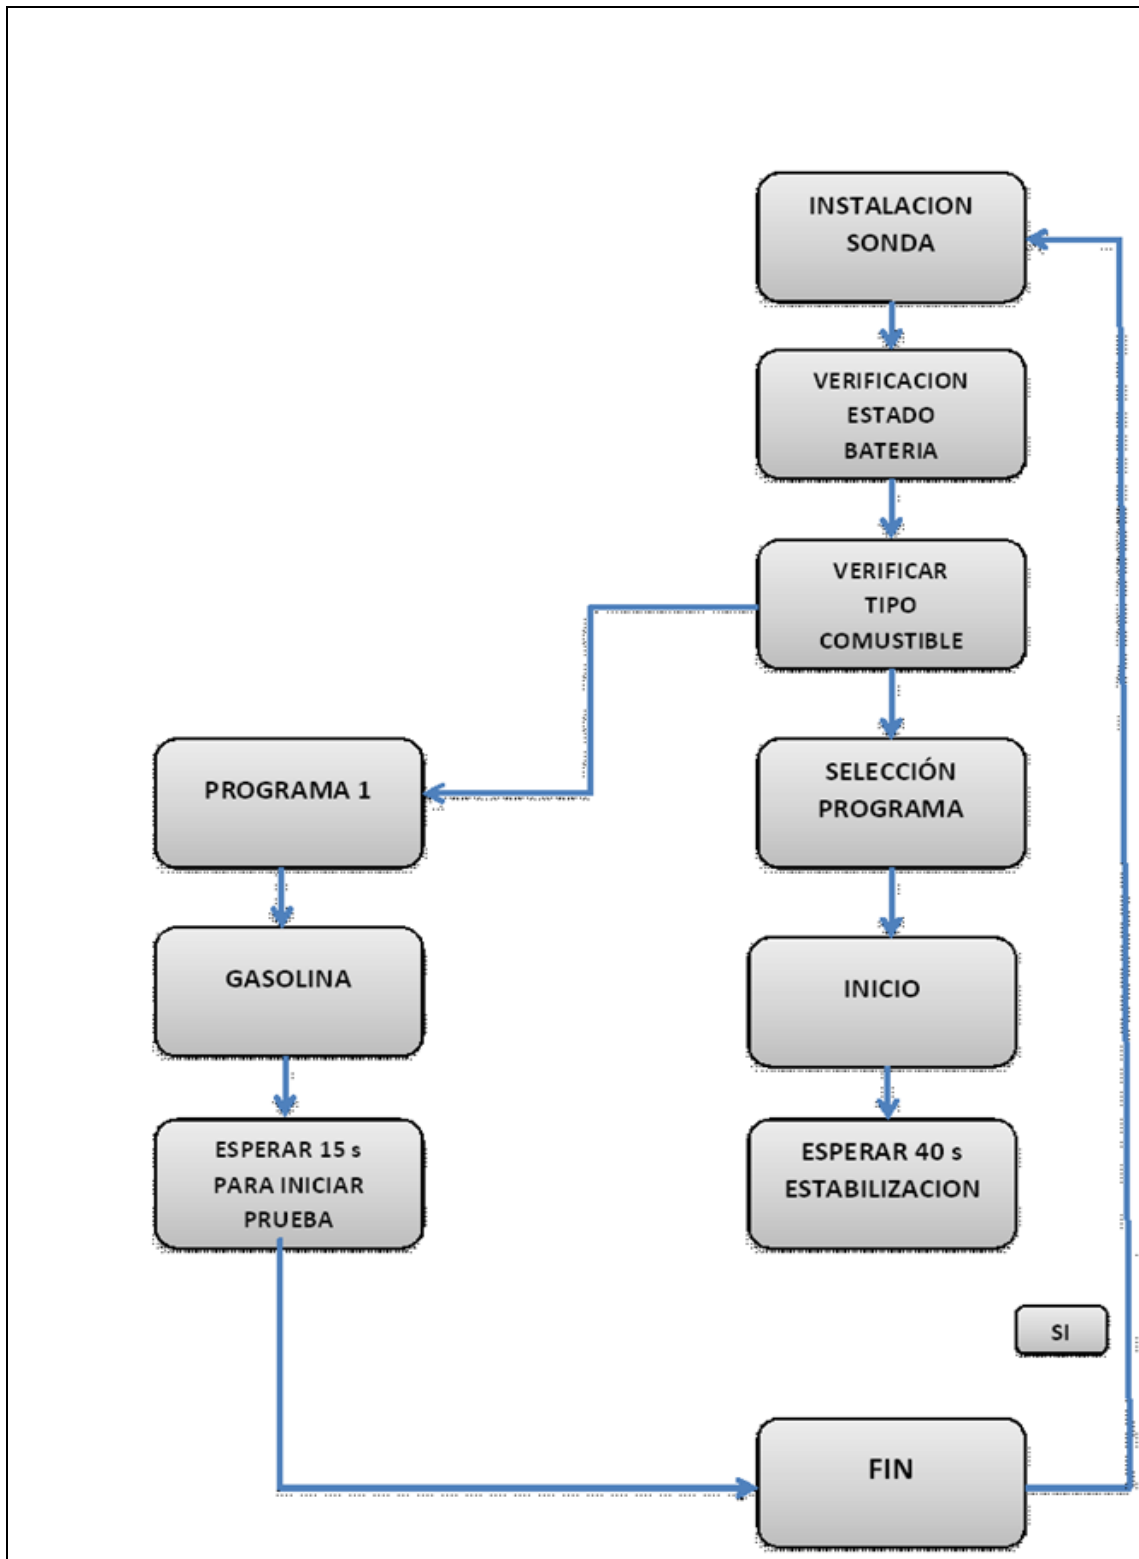 INSTALACION
SONDA
VERIFICACION
ESTADO
BATERIA
VERIFICAR
TIPO
COMUSTIBLE
PROGRAMA 1
SELECCIÓN
PROGRAMA
GASOLINA
INICIO
ESPERAR 15 s
PARA INICIAR
PRUEBA
ESPERAR 40 s
ESTABILIZACION
SI
FIN